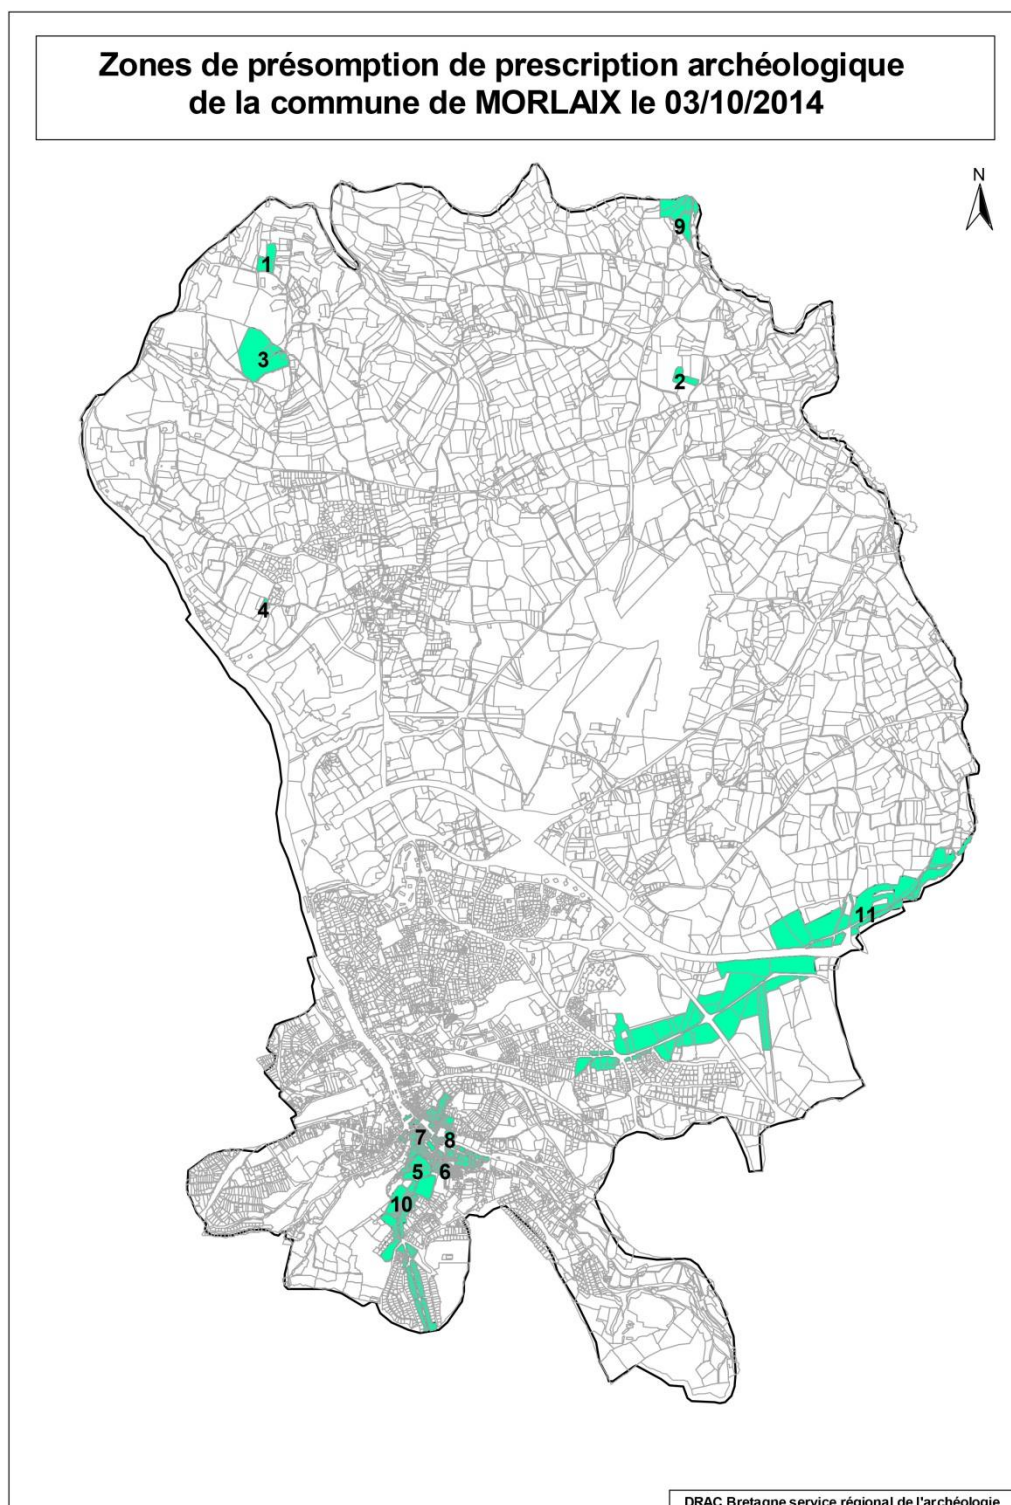 Zones de présomption de prescription archéologique
de la commune de MORLAIX le 03/10/2014
N
9
1
3
2
4
11
7
8
5
6
10
DRAC Bretagne service régional de l'archéologie